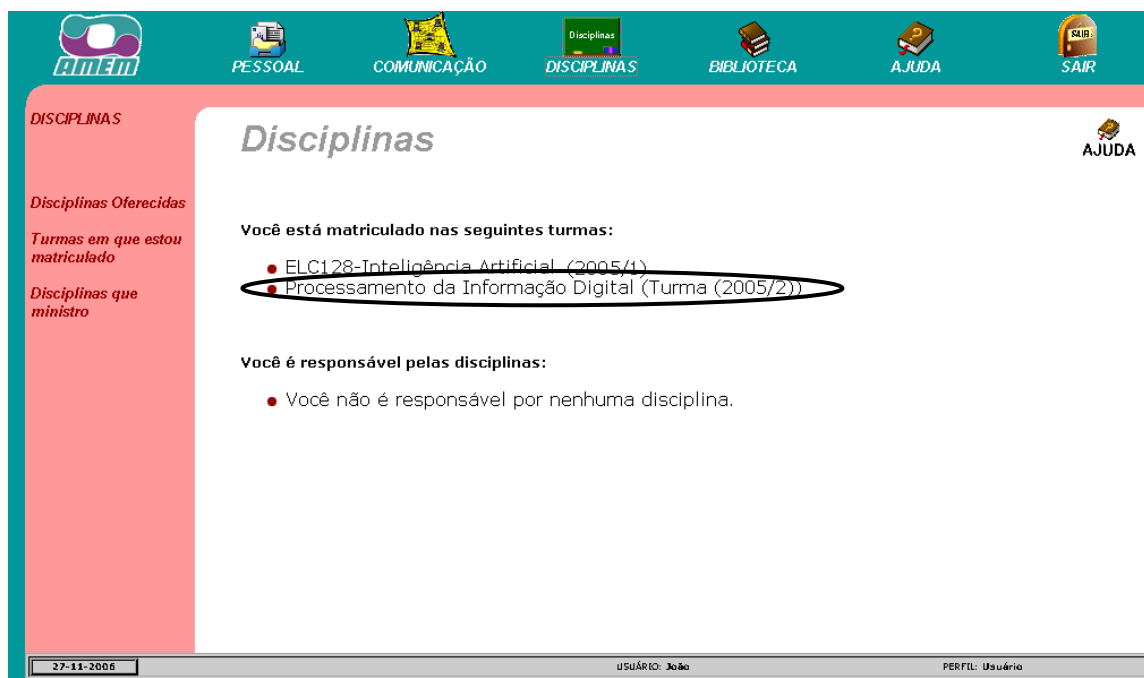 Disciplinas
SAIR
AMEM
PESSOAL
COMUNICAÇÃO
DISCIPLINAS
BIBLIOTECA
AJUDA
SAIR
DISCIPLINAS
Disciplinas
AJUDA
Disciplinas Oferecidas
Turmas em que estou
matriculado
Disciplinas que
ministro
Você está matriculado nas seguintes turmas:
ELC128-Inteligência Artificial (2005/1)
Processamento da Informação Digital (Turma (2005/2))
Você é responsável pelas disciplinas:
Você não é responsável por nenhuma disciplina.
27-11-2006
USUÁRIO: João
PERFIL: Usuário